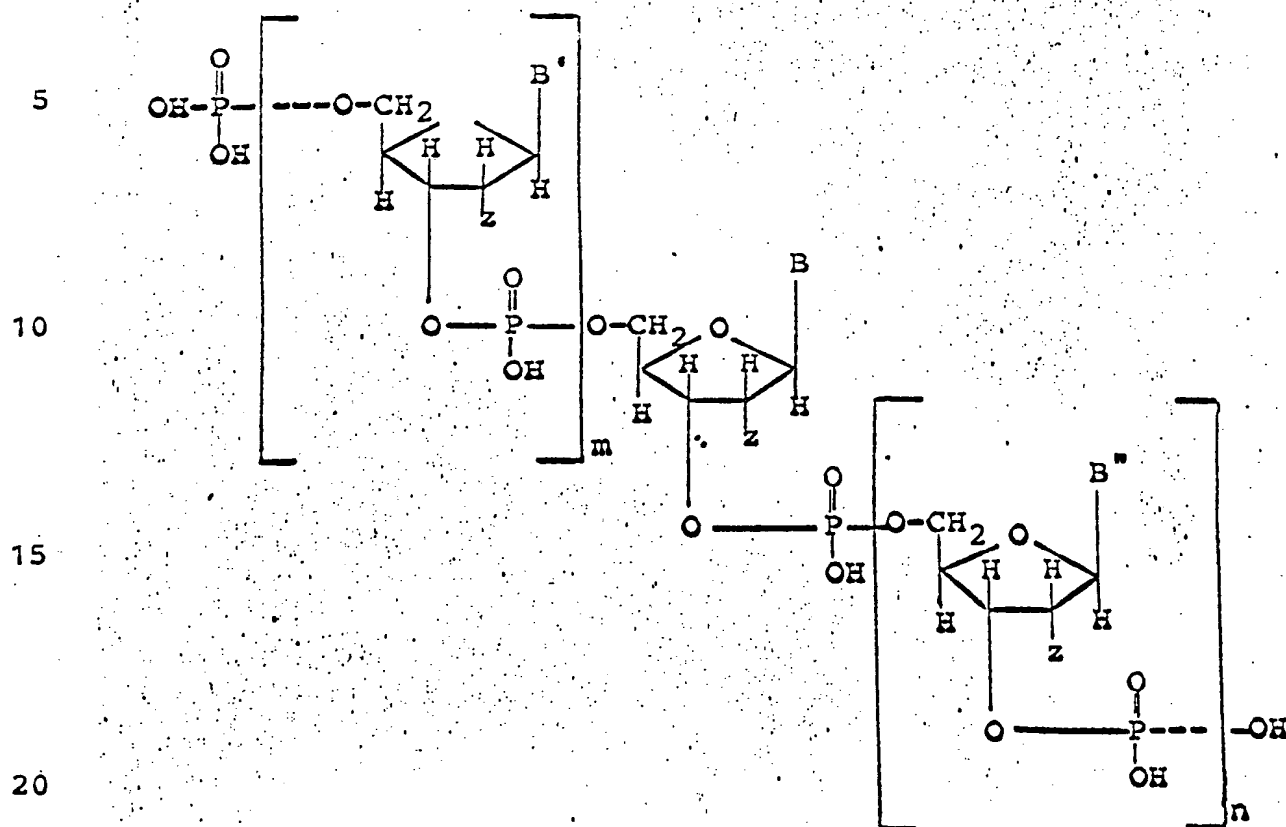 O
B'
5 OH-P----O-CH2
OH H H
H H
z
O B
10 O-P-O-CH2 O
OH H H
H H
m z
O B"
15 O-P-O-CH2 O
OH H H
H H
z
O
O-P----OH
20 OH
n